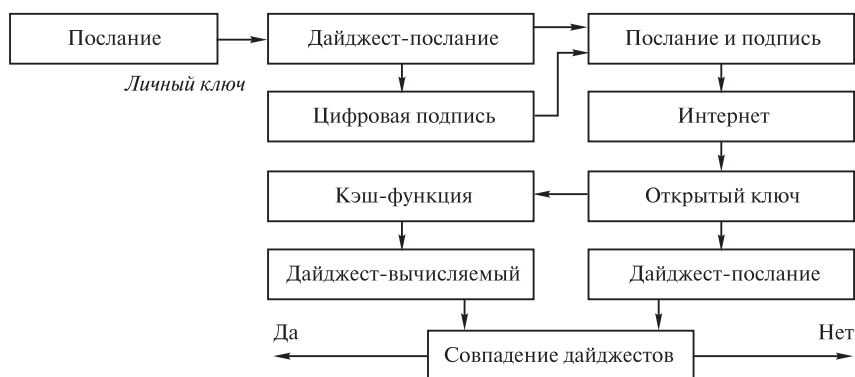 Послание
Дайджест-послание
Послание и подпись
Личный ключ
Цифровая подпись
Интернет
Кэш-функция
Открытый ключ
Дайджест-вычисляемый
Дайджест-послание
Да
Нет
Совпадение дайджестов